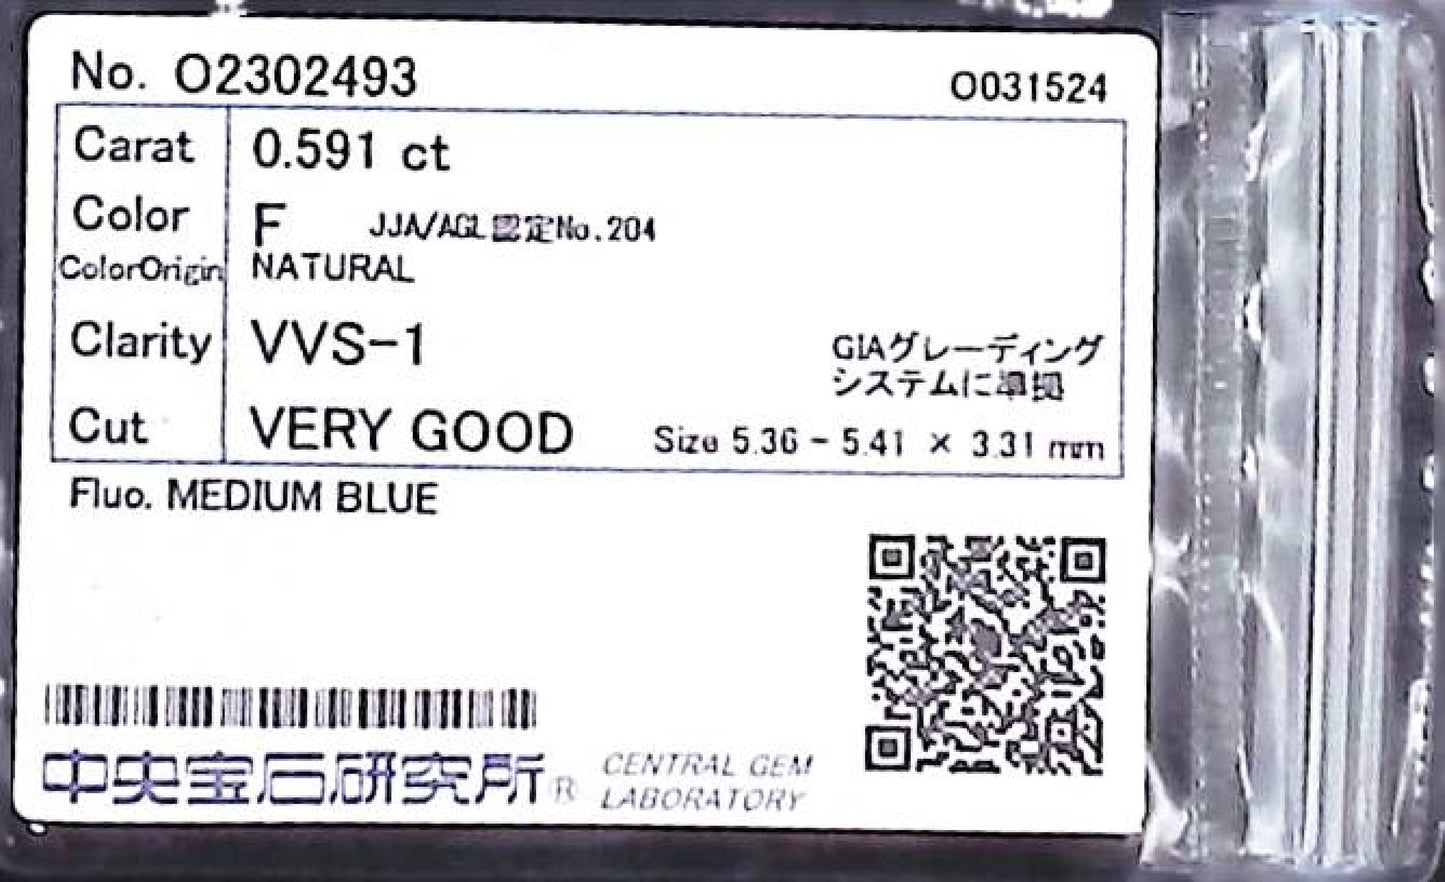 No. O2302493
O031524
Carat 0.591 ct
Color F JJA/AGL認定No.204
ColorOrigin NATURAL
Clarity VVS-1
GIAグレーディング
システムに準拠
Cut VERY GOOD Size 5.36 - 5.41 × 3.31 mm
Fluo. MEDIUM BLUE
中央宝石研究所® CENTRAL GEM
LABORATORY